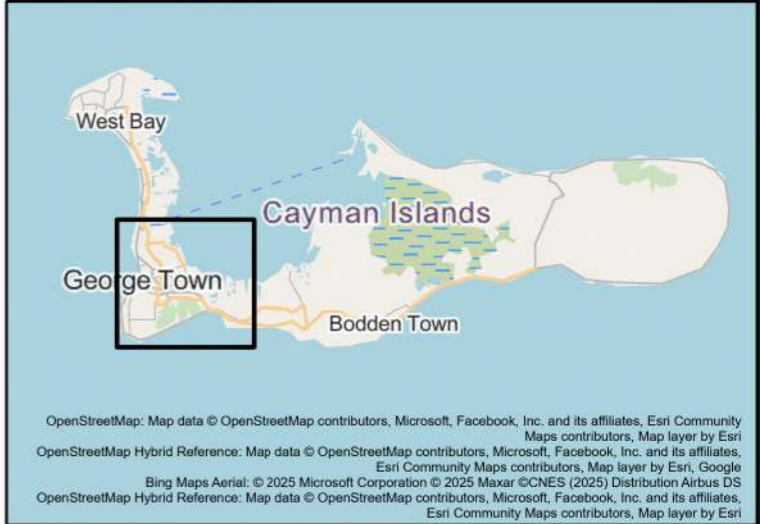 West Bay
Cayman Islands
George Town
Bodden Town
OpenStreetMap: Map data © OpenStreetMap contributors, Microsoft, Facebook, Inc. and its affiliates, Esri Community
Maps contributors, Map layer by Esri
OpenStreetMap Hybrid Reference: Map data © OpenStreetMap contributors, Microsoft, Facebook, Inc. and its affiliates,
Esri Community Maps contributors, Map layer by Esri, Google
Bing Maps Aerial: © 2025 Microsoft Corporation © 2025 Maxar ©CNES (2025) Distribution Airbus DS
OpenStreetMap Hybrid Reference: Map data © OpenStreetMap contributors, Microsoft, Facebook, Inc. and its affiliates,
Esri Community Maps contributors, Map layer by Esri